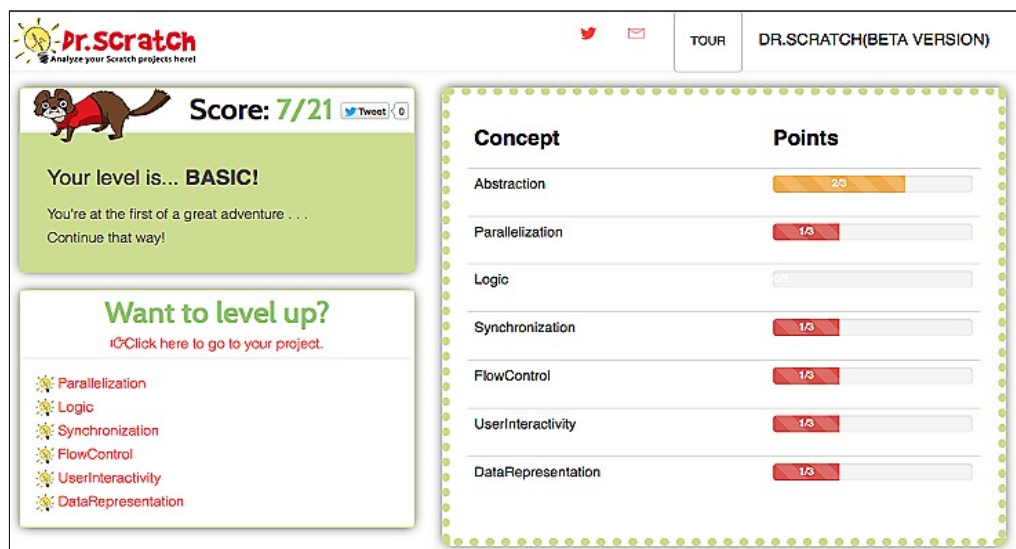 Dr.Scratch
Analyze your Scratch projects here!
TOUR
DR.SCRATCH(BETA VERSION)
Score: 7/21
Tweet
0
Your level is... BASIC!
You're at the first of a great adventure . . .
Continue that way!
Want to level up?
Click here to go to your project.
Parallelization
Logic
Synchronization
FlowControl
UserInteractivity
DataRepresentation
Concept Points
Abstraction 2/3
Parallelization 1/3
Logic
Synchronization 1/3
FlowControl 1/3
UserInteractivity 1/3
DataRepresentation 1/3